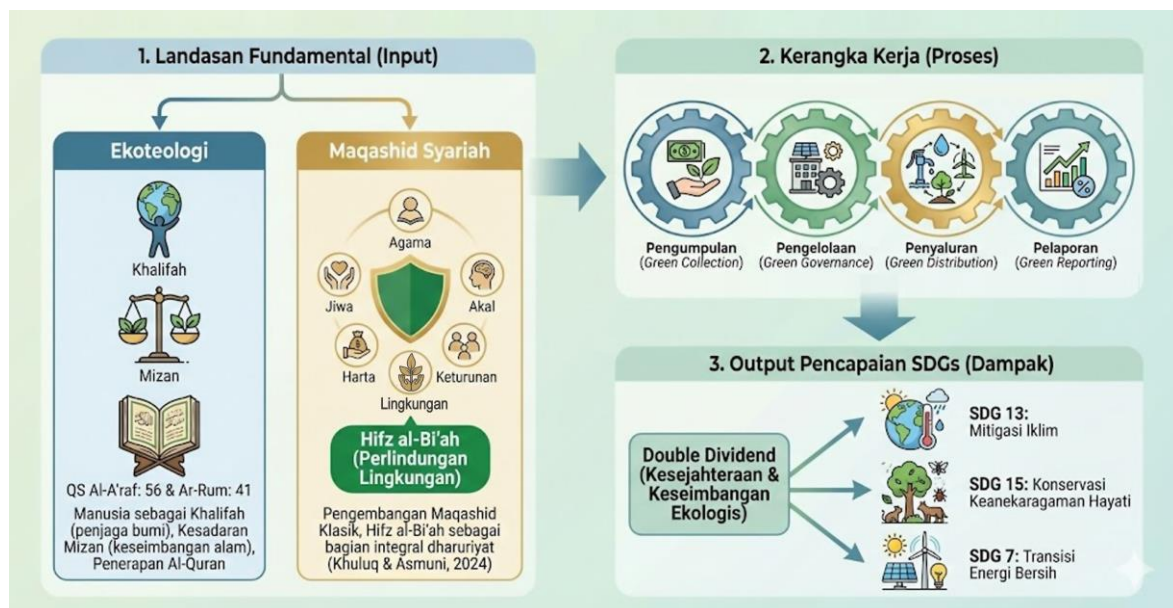 1. Landasan Fundamental (Input)
Ekoteologi
Khalifah
Mizan
QS Al-A'raf: 56 & Ar-Rum: 41
Manusia sebagai Khalifah
(penjaga bumi), Kesadaran
Mizan (keseimbangan alam),
Penerapan Al-Quran
Maqashid Syariah
Agama
Jiwa
Akal
Harta
Keturunan
Lingkungan
Hifz al-Bi'ah
(Perlindungan
Lingkungan)
Pengembangan Maqashid
Klasik, Hifz al-Bi'ah sebagai
bagian integral dharuriyat
(Khuluq & Asmuni, 2024)
2. Kerangka Kerja (Proses)
Pengumpulan
(Green Collection)
Pengelolaan
(Green Governance)
Penyaluran
(Green Distribution)
Pelaporan
(Green Reporting)
3. Output Pencapaian SDGs (Dampak)
Double Dividend
(Kesejahteraan &
Keseimbangan
Ekologis)
SDG 13:
Mitigasi Iklim
SDG 15: Konservasi
Keanekaragaman Hayati
SDG 7: Transisi
Energi Bersih